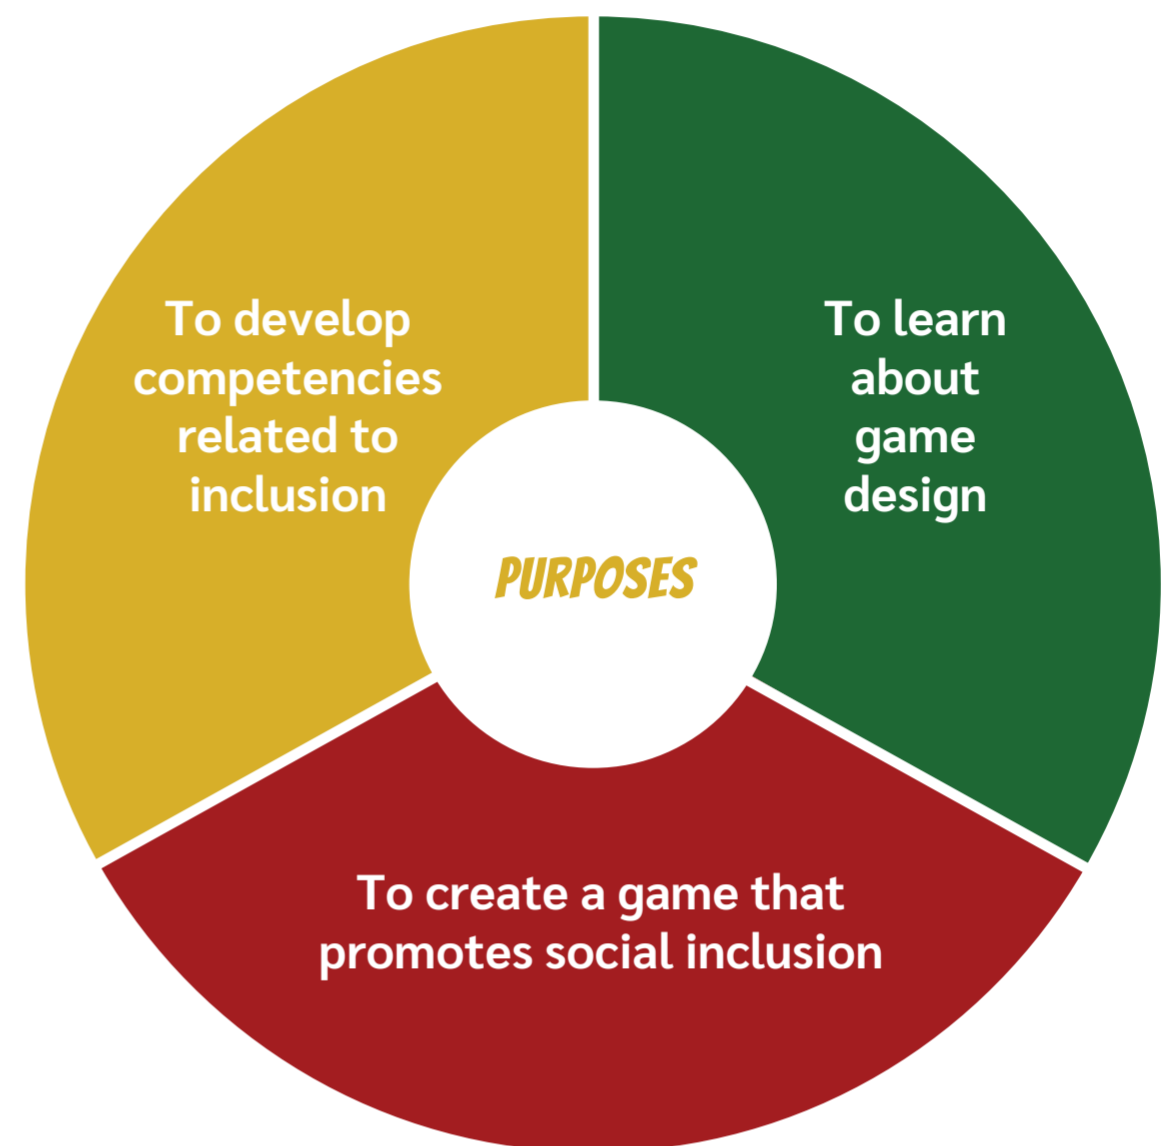 To develop
competencies
related to
inclusion
To learn
about
game
design
PURPOSES
To create a game that
promotes social inclusion